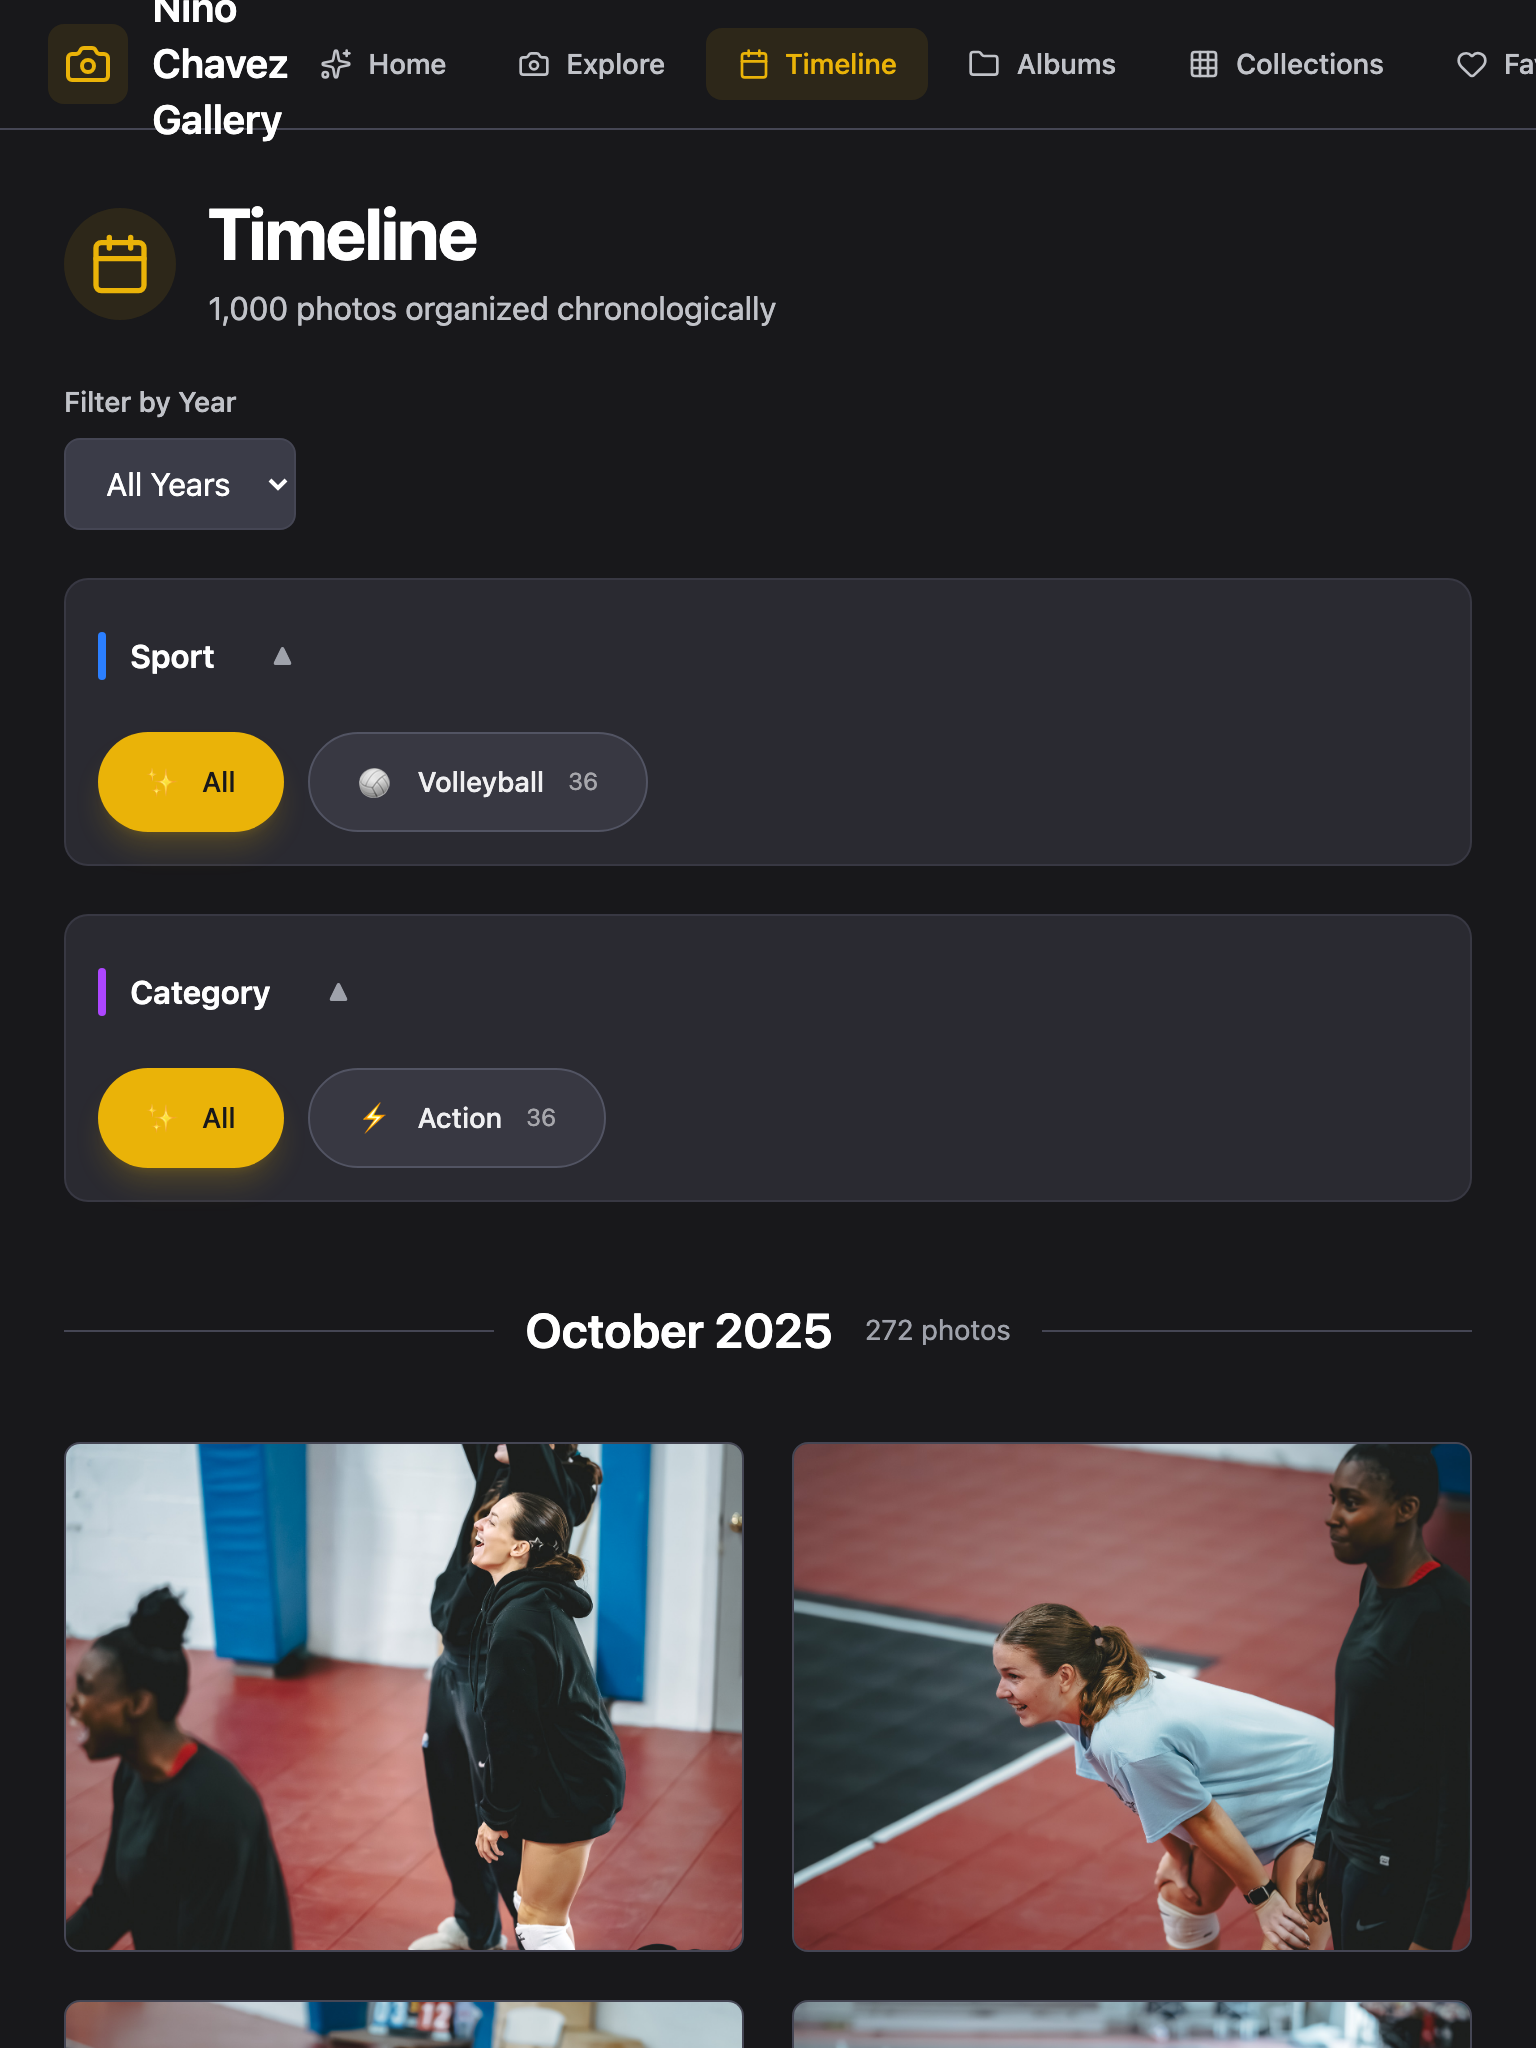 Nino
Chavez
Gallery
Home
Explore
Timeline
Albums
Collections
Timeline
1,000 photos organized chronologically
Filter by Year
All Years
Sport
All
Volleyball 36
Category
All
Action 36
October 2025 272 photos
12